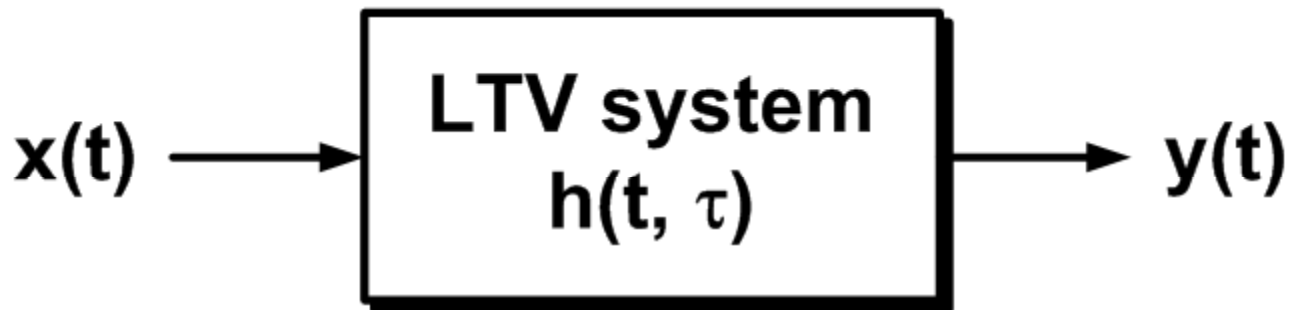 LTV system
x(t)
h(t, τ)
y(t)